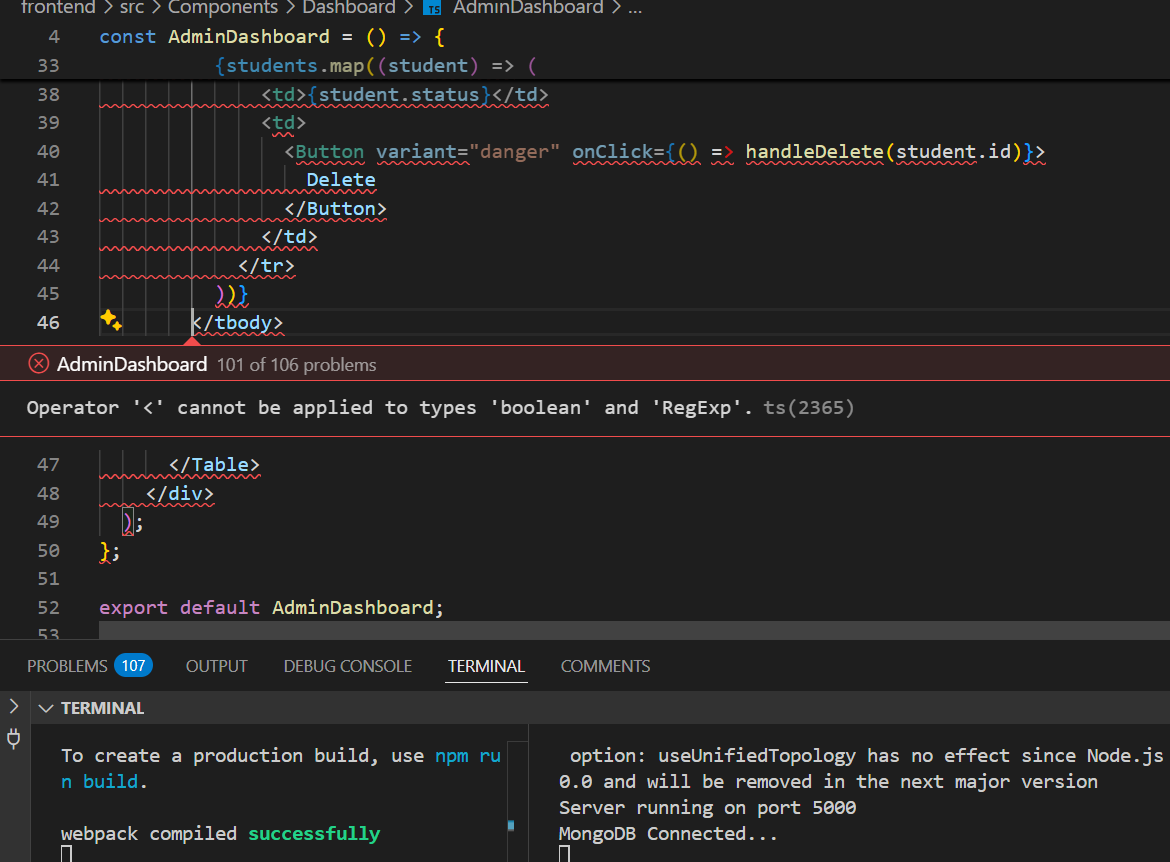 frontend > src > Components > Dashboard > TS AdminDashboard > ...
4 const AdminDashboard = () => {
33 {students.map((student) => (
38 <td>{student.status}</td>
39 <td>
40 <Button variant="danger" onClick={() => handleDelete(student.id)}>
41 Delete
42 </Button>
43 </td>
44 </tr>
45 ))}
46 </tbody>
AdminDashboard 101 of 106 problems
Operator '<' cannot be applied to types 'boolean' and 'RegExp'. ts(2365)
47 </Table>
48 </div>
49 );
50 };
51
52 export default AdminDashboard;
53
PROBLEMS 107 OUTPUT DEBUG CONSOLE TERMINAL COMMENTS
TERMINAL
To create a production build, use npm ru
n build.
webpack compiled successfully
option: useUnifiedTopology has no effect since Node.js
0.0 and will be removed in the next major version
Server running on port 5000
MongoDB Connected...